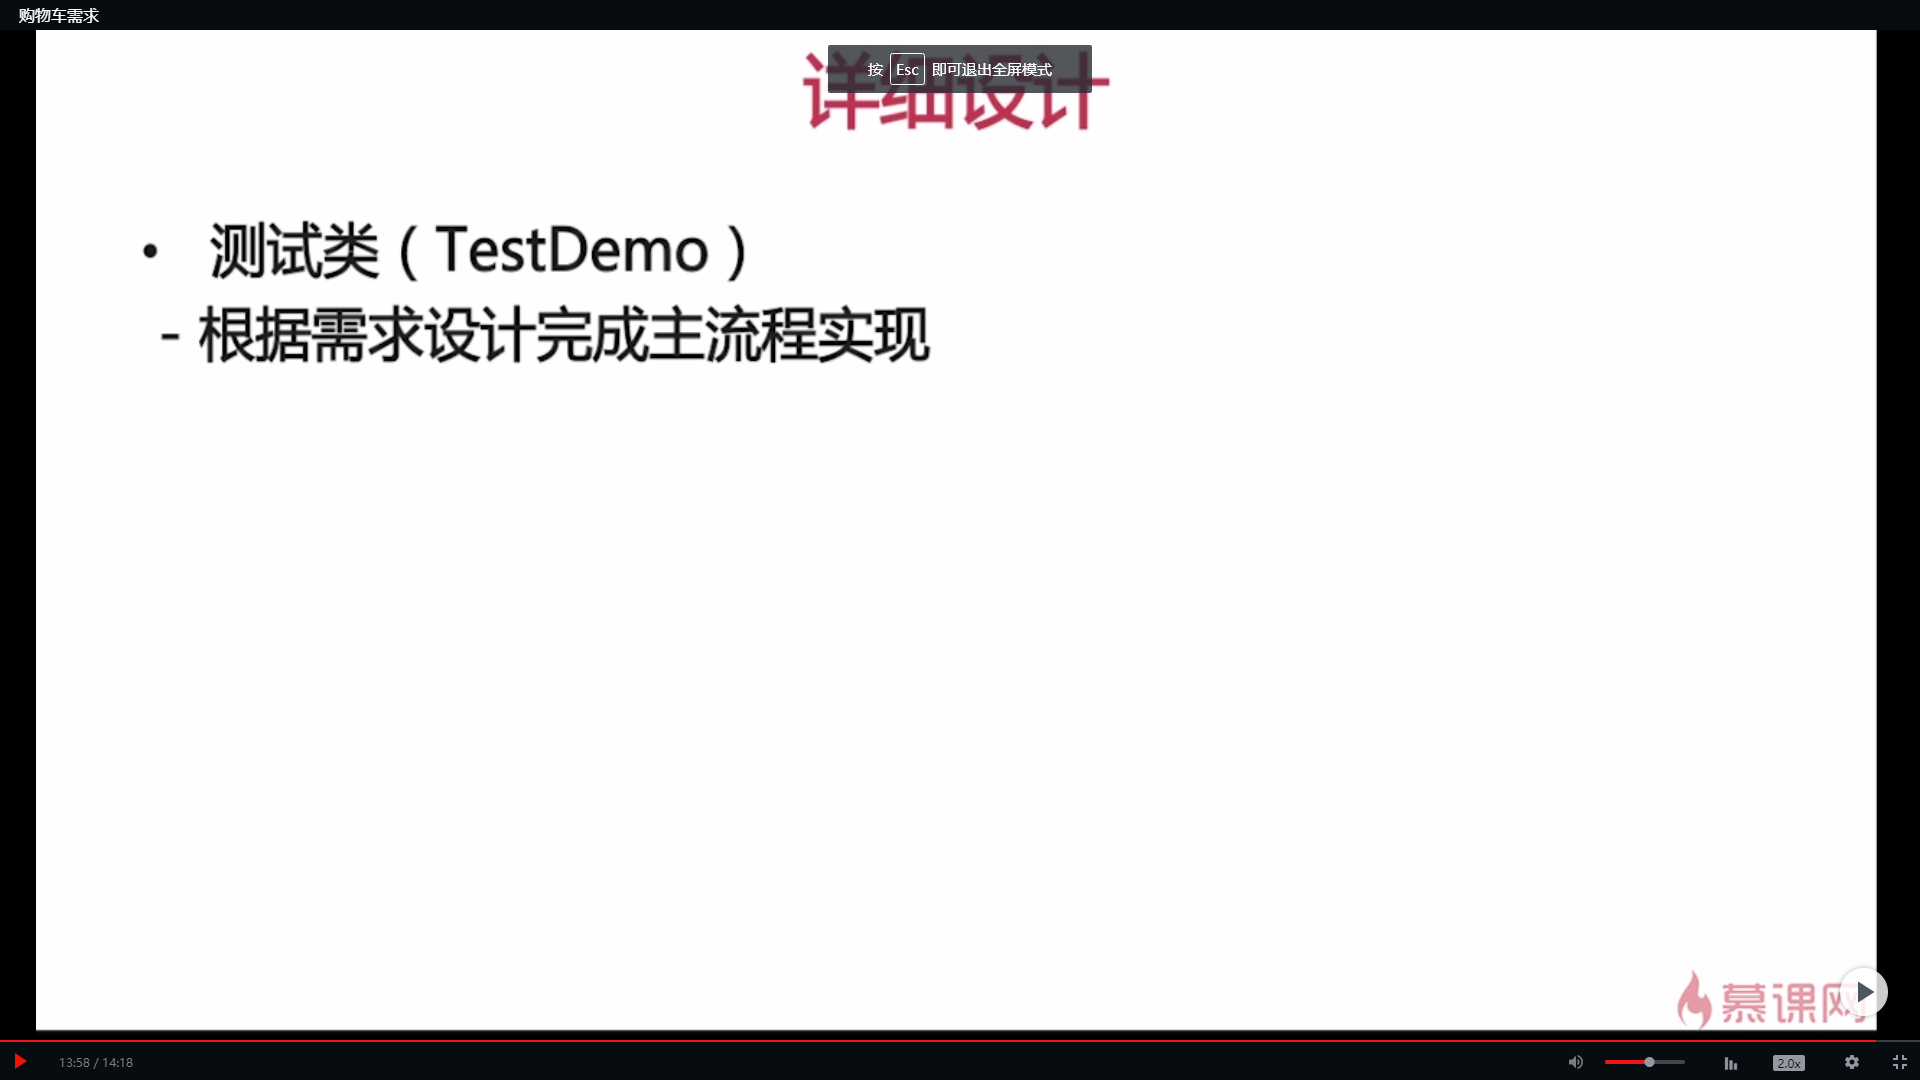 购物车需求
按 Esc 即可退出全屏模式
详细设计
• 测试类（TestDemo）
- 根据需求设计完成主流程实现
慕课网
13:58 / 14:18
2.0x